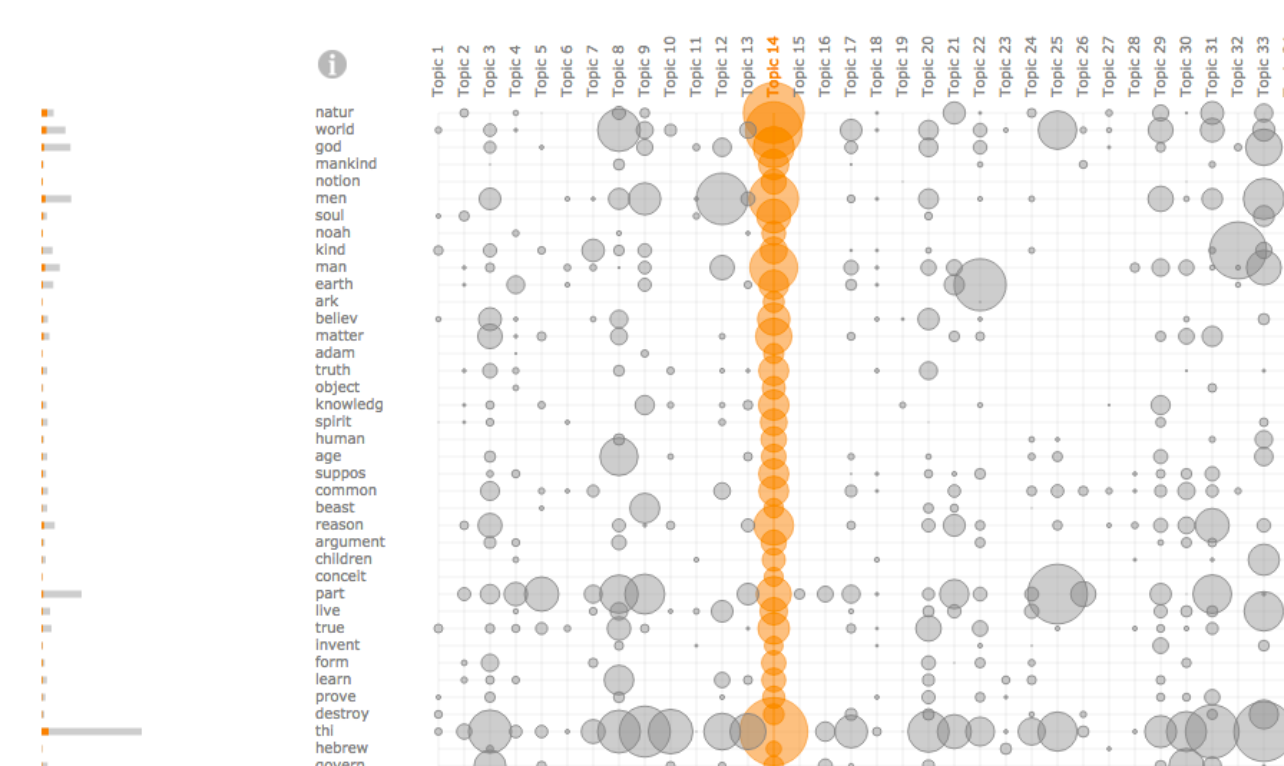 i
Topic 1
Topic 2
Topic 3
Topic 4
Topic 5
Topic 6
Topic 7
Topic 8
Topic 9
Topic 10
Topic 11
Topic 12
Topic 13
Topic 14
Topic 15
Topic 16
Topic 17
Topic 18
Topic 19
Topic 20
Topic 21
Topic 22
Topic 23
Topic 24
Topic 25
Topic 26
Topic 27
Topic 28
Topic 29
Topic 30
Topic 31
Topic 32
Topic 33
natur
world
god
mankind
notion
men
soul
noah
kind
man
earth
ark
believ
matter
adam
truth
object
knowledg
spirit
human
age
suppos
common
beast
reason
argument
children
conceit
part
live
true
invent
form
learn
prove
destroy
thi
hebrew
govern